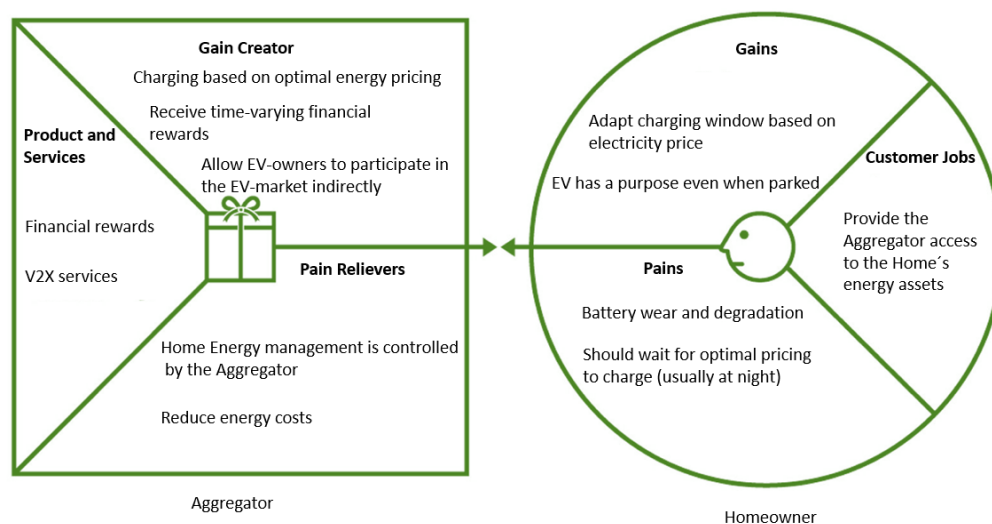 Gain Creator
Charging based on optimal energy pricing
Receive time-varying financial
rewards
Allow EV-owners to participate in
the EV-market indirectly
Product and
Services
Financial rewards
V2X services
Pain Relievers
Home Energy management is controlled
by the Aggregator
Reduce energy costs
Aggregator
Gains
Adapt charging window based on
electricity price
EV has a purpose even when parked
Customer Jobs
Provide the
Aggregator access
to the Home´s
energy assets
Pains
Battery wear and degradation
Should wait for optimal pricing
to charge (usually at night)
Homeowner